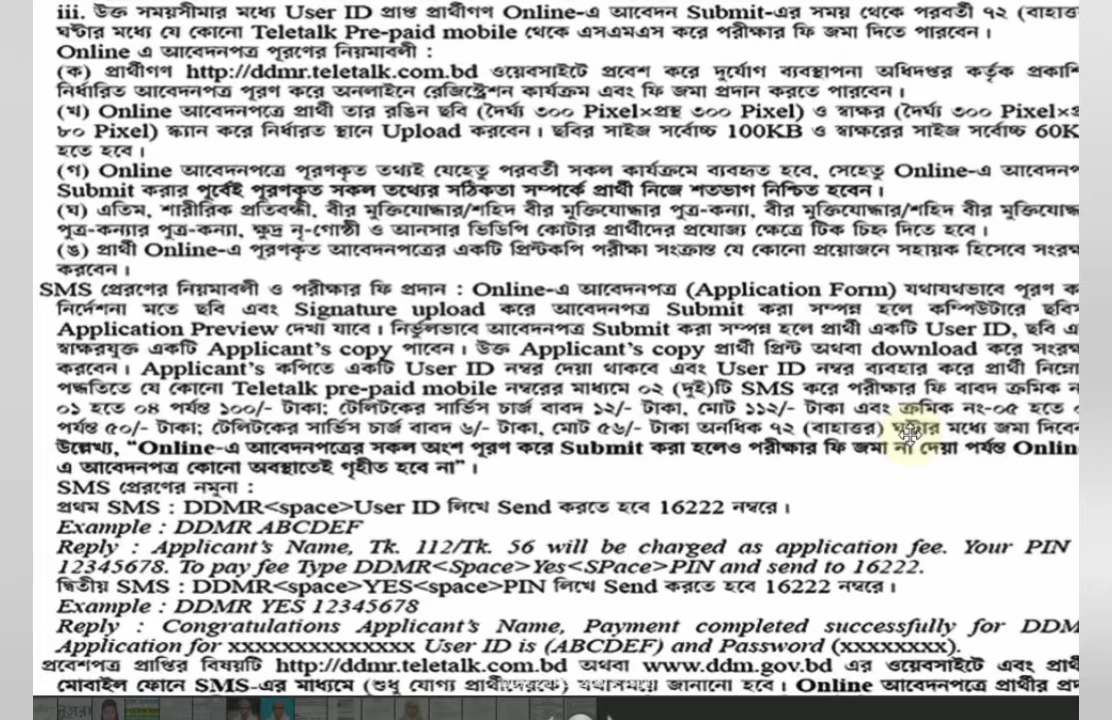 iii. উক্ত সময়সীমার মধ্যে User ID প্রাপ্ত প্রার্থীগণ Online-এ আবেদন Submit-এর সময় থেকে পরবর্তী ৭২ (বাহাত্ত
ঘন্টার মধ্যে যে কোনো Teletalk Pre-paid mobile থেকে এসএমএস করে পরীক্ষার ফি জমা দিতে পারবেন।
Online এ আবেদনপত্র পূরণের নিয়মাবলী :
(ক) প্রার্থীগণ http://ddmr.teletalk.com.bd ওয়েবসাইটে প্রবেশ করে দুর্যোগ ব্যবস্থাপনা অধিদপ্তর কর্তৃক প্রকাশি
নির্ধারিত আবেদনপত্র পূরণ করে অনলাইনে রেজিস্ট্রেশন কার্যক্রম এবং ফি জমা প্রদান করতে পারবেন।
(খ) Online আবেদনপত্রে প্রার্থী তার রঙিন ছবি (দৈর্ঘ্য ৩০০ Pixel×প্রস্থ ৩০০ Pixel) ও স্বাক্ষর (দৈর্ঘ্য ৩০০ Pixel×প্র
৮০ Pixel) স্ক্যান করে নির্ধারিত স্থানে Upload করবেন। ছবির সাইজ সর্বোচ্চ 100KB ও স্বাক্ষরের সাইজ সর্বোচ্চ 60K
হতে হবে।
(গ) Online আবেদনপত্রে পূরণকৃত তথ্যই যেহেতু পরবর্তী সকল কার্যক্রমে ব্যবহৃত হবে, সেহেতু Online-এ আবেদনপ
Submit করার পূর্বেই পূরণকৃত সকল তথ্যের সঠিকতা সম্পর্কে প্রার্থী নিজে শতভাগ নিশ্চিত হবেন।
(ঘ) এতিম, শারীরিক প্রতিবন্ধী, বীর মুক্তিযোদ্ধার/শহিদ বীর মুক্তিযোদ্ধার পুত্র-কন্যা, বীর মুক্তিযোদ্ধার/শহিদ বীর মুক্তিযোদ্ধা
পুত্র-কন্যার পুত্র-কন্যা, ক্ষুদ্র নৃ-গোষ্ঠী ও আনসার ভিডিপি কোটার প্রার্থীদের প্রযোজ্য ক্ষেত্রে টিক চিহ্ন দিতে হবে।
(ঙ) প্রার্থী Online-এ পূরণকৃত আবেদনপত্রের একটি প্রিন্টকপি পরীক্ষা সংক্রান্ত যে কোনো প্রয়োজনে সহায়ক হিসেবে সংরক্ষ
করবেন।
SMS প্রেরণের নিয়মাবলী ও পরীক্ষার ফি প্রদান : Online-এ আবেদনপত্র (Application Form) যথাযথভাবে পূরণ ক
নির্দেশনা মতে ছবি এবং Signature upload করে আবেদনপত্র Submit করা সম্পন্ন হলে কম্পিউটারে ছবিস
Application Preview দেখা যাবে। নির্ভুলভাবে আবেদনপত্র Submit করা সম্পন্ন হলে প্রার্থী একটি User ID, ছবি এ
স্বাক্ষরযুক্ত একটি Applicant's copy পাবেন। উক্ত Applicant's copy প্রার্থী প্রিন্ট অথবা download করে সংরক্ষ
করবেন। Applicant's কপিতে একটি User ID নম্বর দেয়া থাকবে এবং User ID নম্বর ব্যবহার করে প্রার্থী নিম্নো
পদ্ধতিতে যে কোনো Teletalk pre-paid mobile নম্বরের মাধ্যমে ০২ (দুই)টি SMS করে পরীক্ষার ফি বাবদ ক্রমিক ন
০১ হতে ০৪ পর্যন্ত ১০০/- টাকা; টেলিটকের সার্ভিস চার্জ বাবদ ১২/- টাকা, মোট ১১২/- টাকা এবং ক্রমিক নং-০৫ হতে
পর্যন্ত ৫০/- টাকা; টেলিটকের সার্ভিস চার্জ বাবদ ৬/- টাকা, মোট ৫৬/- টাকা অনধিক ৭২ (বাহাত্তর) ঘন্টার মধ্যে জমা দিবেন
উল্লেখ্য, “Online-এ আবেদনপত্রের সকল অংশ পূরণ করে Submit করা হলেও পরীক্ষার ফি জমা না দেয়া পর্যন্ত Onlin
এ আবেদনপত্র কোনো অবস্থাতেই গৃহীত হবে না”।
SMS প্রেরণের নমুনা :
প্রথম SMS : DDMR<space>User ID লিখে Send করতে হবে 16222 নম্বরে।
Example : DDMR ABCDEF
Reply : Applicant's Name, Tk. 112/Tk. 56 will be charged as application fee. Your PIN
12345678. To pay fee Type DDMR<Space>Yes<SPace>PIN and send to 16222.
দ্বিতীয় SMS : DDMR<space>YES<space>PIN লিখে Send করতে হবে 16222 নম্বরে।
Example : DDMR YES 12345678
Reply : Congratulations Applicant's Name, Payment completed successfully for DDM
Application for xxxxxxxxxxxxxx User ID is (ABCDEF) and Password (xxxxxxxx).
প্রবেশপত্র প্রাপ্তির বিষয়টি http://ddmr.teletalk.com.bd অথবা www.ddm.gov.bd এর ওয়েবসাইটে এবং প্রার্থী
মোবাইল ফোনে SMS-এর মাধ্যমে (শুধু যোগ্য প্রার্থীদেরকে) যথাসময়ে জানানো হবে। Online আবেদনপত্রে প্রার্থীর প্রদ